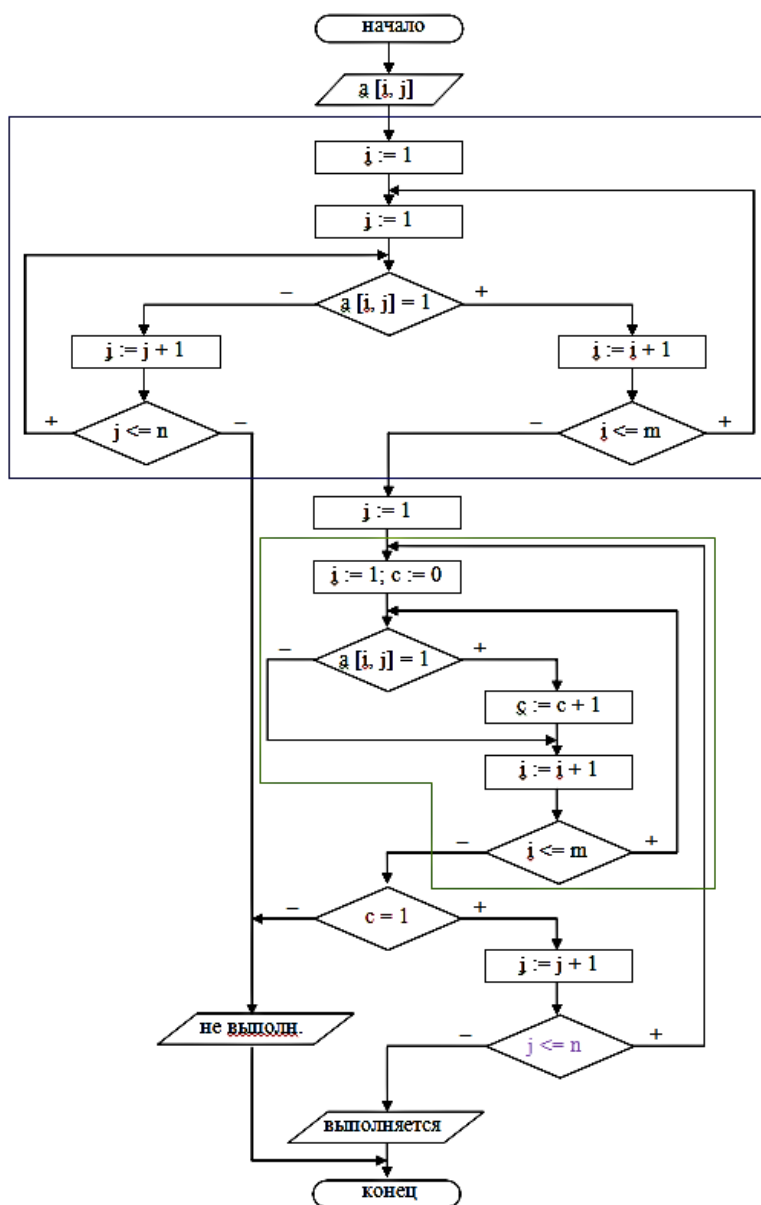 начало
a [i, j]
i := 1
j := 1
a [i, j] = 1
–
+
j := j + 1
i := i + 1
+
j <= n
–
–
i <= m
+
j := 1
i := 1; c := 0
–
a [i, j] = 1
+
c := c + 1
i := i + 1
–
i <= m
+
–
c = 1
+
j := j + 1
не выполн.
–
j <= n
+
выполняется
конец